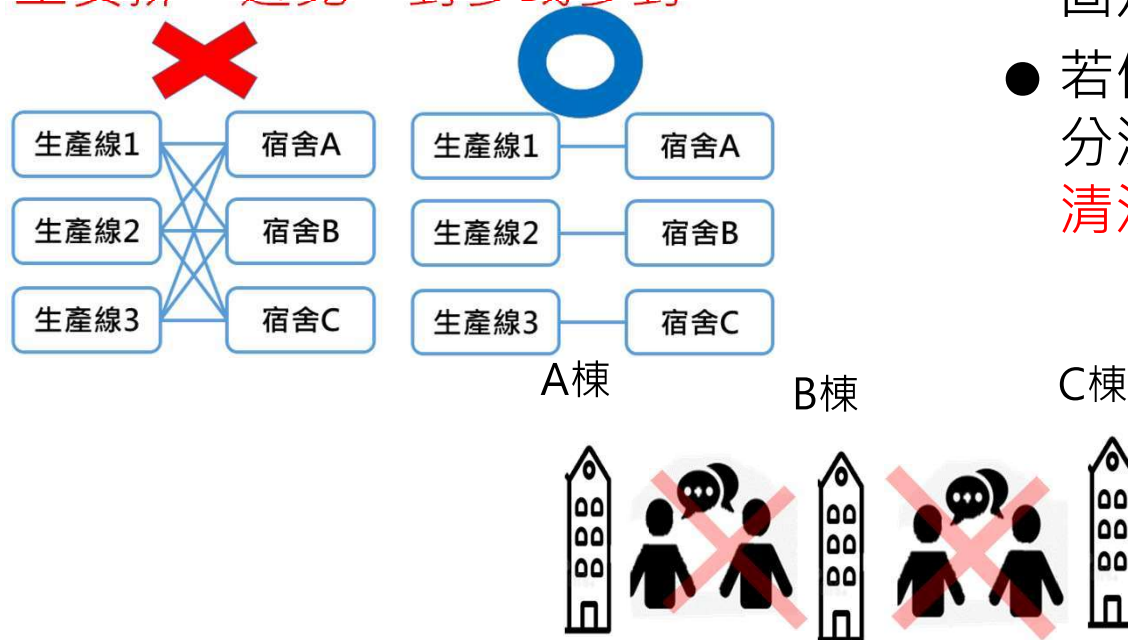 生產線1 宿舍A 生產線1 宿舍A
生產線2 宿舍B 生產線2 宿舍B
生產線3 宿舍C 生產線3 宿舍C
● 若
分
清
A棟 B棟 C棟